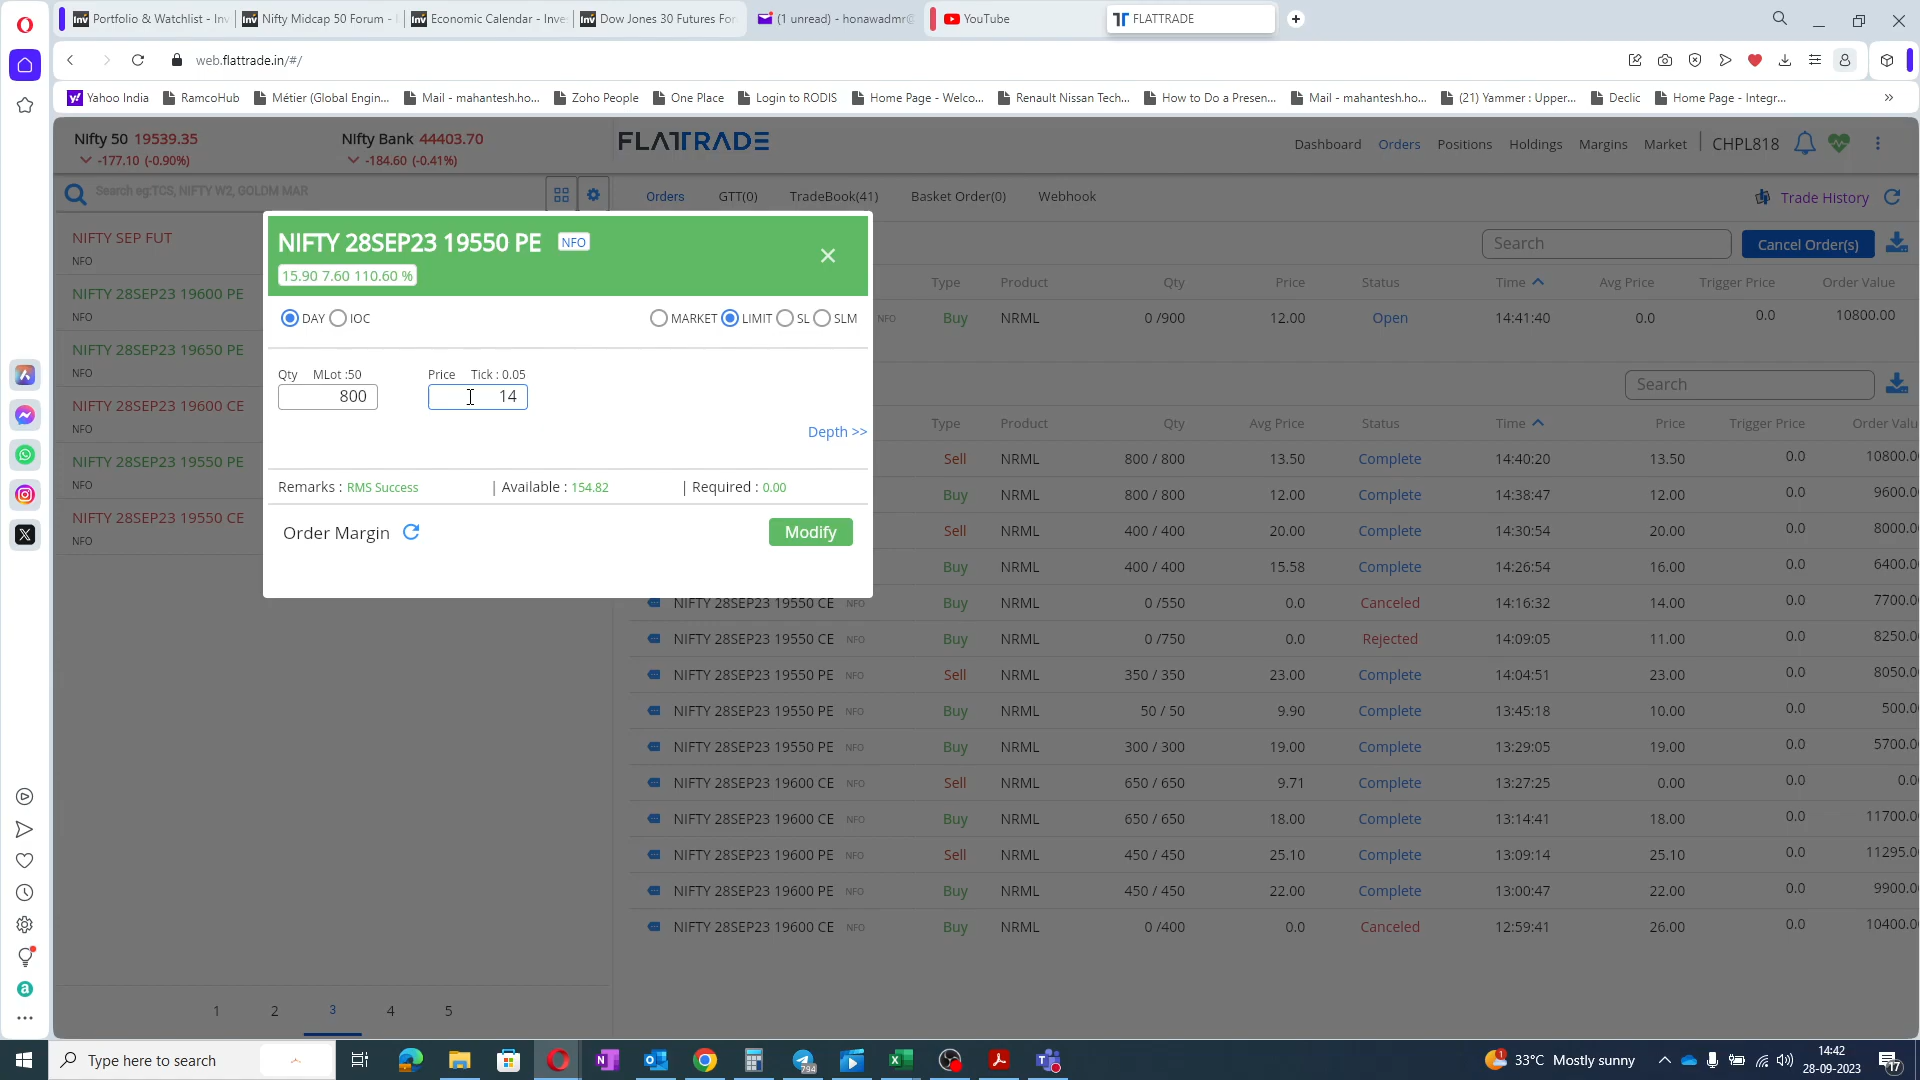 Portfolio & Watchlist - Inv
Nifty Midcap 50 Forum -
Economic Calendar - Inve
Dow Jones 30 Futures For
(1 unread) - honawadmr@
YouTube
FLATTRADE
web.flattrade.in/#/
Yahoo India
RamcoHub
Métier (Global Engin...
Mail - mahantesh.ho...
Zoho People
One Place
Login to RODIS
Home Page - Welco...
Renault Nissan Tech...
How to Do a Presen...
Mail - mahantesh.ho...
(21) Yammer : Upper...
Declic
Home Page - Integr...
Nifty 50 19539.35
-177.10 (-0.90%)
Nifty Bank 44403.70
-184.60 (-0.41%)
FLATTRADE
Dashboard Orders Positions Holdings Margins Market CHPL818
Search eg:TCS, NIFTY W2, GOLDM MAR
Orders GTT(0) TradeBook(41) Basket Order(0) Webhook
Trade History
NIFTY SEP FUT
NFO
NIFTY 28SEP23 19600 PE
NFO
NIFTY 28SEP23 19650 PE
NFO
NIFTY 28SEP23 19600 CE
NFO
NIFTY 28SEP23 19550 PE
NFO
NIFTY 28SEP23 19550 CE
NFO
1 2 3 4 5
NIFTY 28SEP23 19550 PE NFO
15.90 7.60 110.60 %
DAY IOC MARKET LIMIT SL SLM
Qty MLot :50 Price Tick : 0.05
800 14
Depth >>
Remarks : RMS Success | Available : 154.82 | Required : 0.00
Order Margin Modify
Search Cancel Order(s)
Type Product Qty Price Status Time Avg Price Trigger Price Order Value
NFO Buy NRML 0 /900 12.00 Open 14:41:40 0.0 0.0 10800.00
Search
Type Product Qty Avg Price Status Time Price Trigger Price Order Valu
Sell NRML 800 / 800 13.50 Complete 14:40:20 13.50 0.0 10800.0
Buy NRML 800 / 800 12.00 Complete 14:38:47 12.00 0.0 9600.0
Sell NRML 400 / 400 20.00 Complete 14:30:54 20.00 0.0 8000.0
Buy NRML 400 / 400 15.58 Complete 14:26:54 16.00 0.0 6400.0
NIFTY 28SEP23 19550 CE NFO Buy NRML 0 /550 0.0 Canceled 14:16:32 14.00 0.0 7700.0
NIFTY 28SEP23 19550 CE NFO Buy NRML 0 /750 0.0 Rejected 14:09:05 11.00 0.0 8250.0
NIFTY 28SEP23 19550 PE NFO Sell NRML 350 / 350 23.00 Complete 14:04:51 23.00 0.0 8050.0
NIFTY 28SEP23 19550 PE NFO Buy NRML 50 / 50 9.90 Complete 13:45:18 10.00 0.0 500.0
NIFTY 28SEP23 19550 PE NFO Buy NRML 300 / 300 19.00 Complete 13:29:05 19.00 0.0 5700.0
NIFTY 28SEP23 19600 CE NFO Sell NRML 650 / 650 9.71 Complete 13:27:25 0.00 0.0 0.0
NIFTY 28SEP23 19600 CE NFO Buy NRML 650 / 650 18.00 Complete 13:14:41 18.00 0.0 11700.0
NIFTY 28SEP23 19600 PE NFO Sell NRML 450 / 450 25.10 Complete 13:09:14 25.10 0.0 11295.0
NIFTY 28SEP23 19600 PE NFO Buy NRML 450 / 450 22.00 Complete 13:00:47 22.00 0.0 9900.0
NIFTY 28SEP23 19600 CE NFO Buy NRML 0 /400 0.0 Canceled 12:59:41 26.00 0.0 10400.0
Type here to search
794
33°C Mostly sunny
14:42
28-09-2023
17